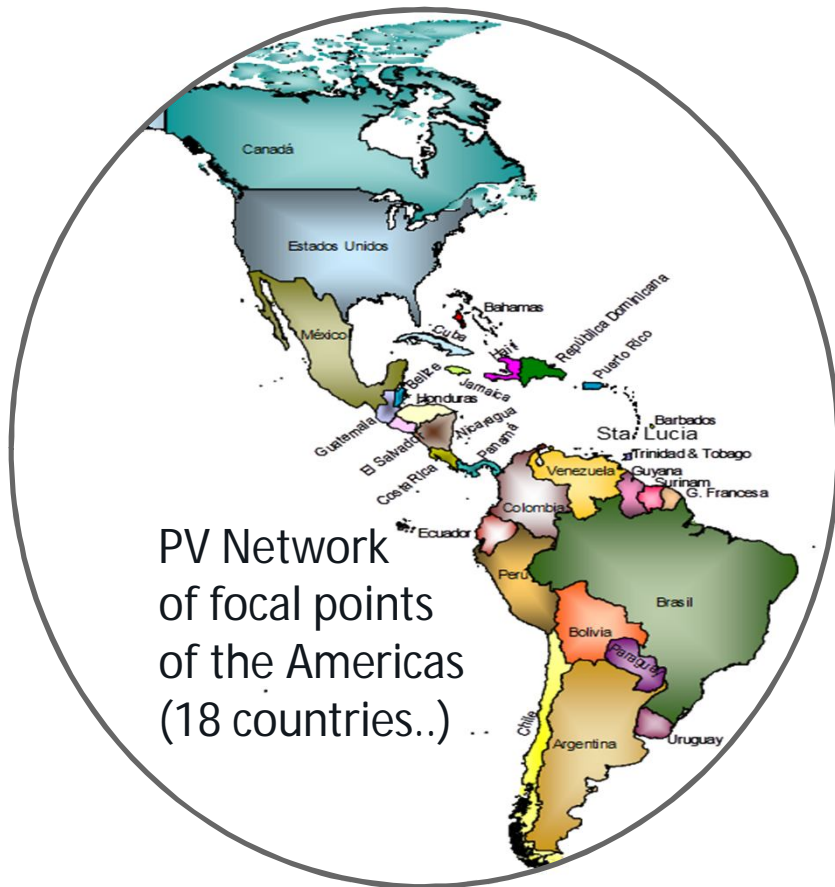 Canadá
Estados Unidos
Bahamas
México
Cuba
Haií
República Dominicana
Puerto Rico
Jamaica
Belize
Honduras
Guatemala
El Salvador
Nicaragua
Costa Rica
Panamá
Barbados
Sta. Lucia
Trinidad & Tobago
Venezuela
Guyana
Surinam
G. Francesa
Colombia
Ecuador
Perú
Brasil
Bolivia
Paraguay
Chile
Argentina
Uruguay
PV Network
of focal points
of the Americas
(18 countries..)